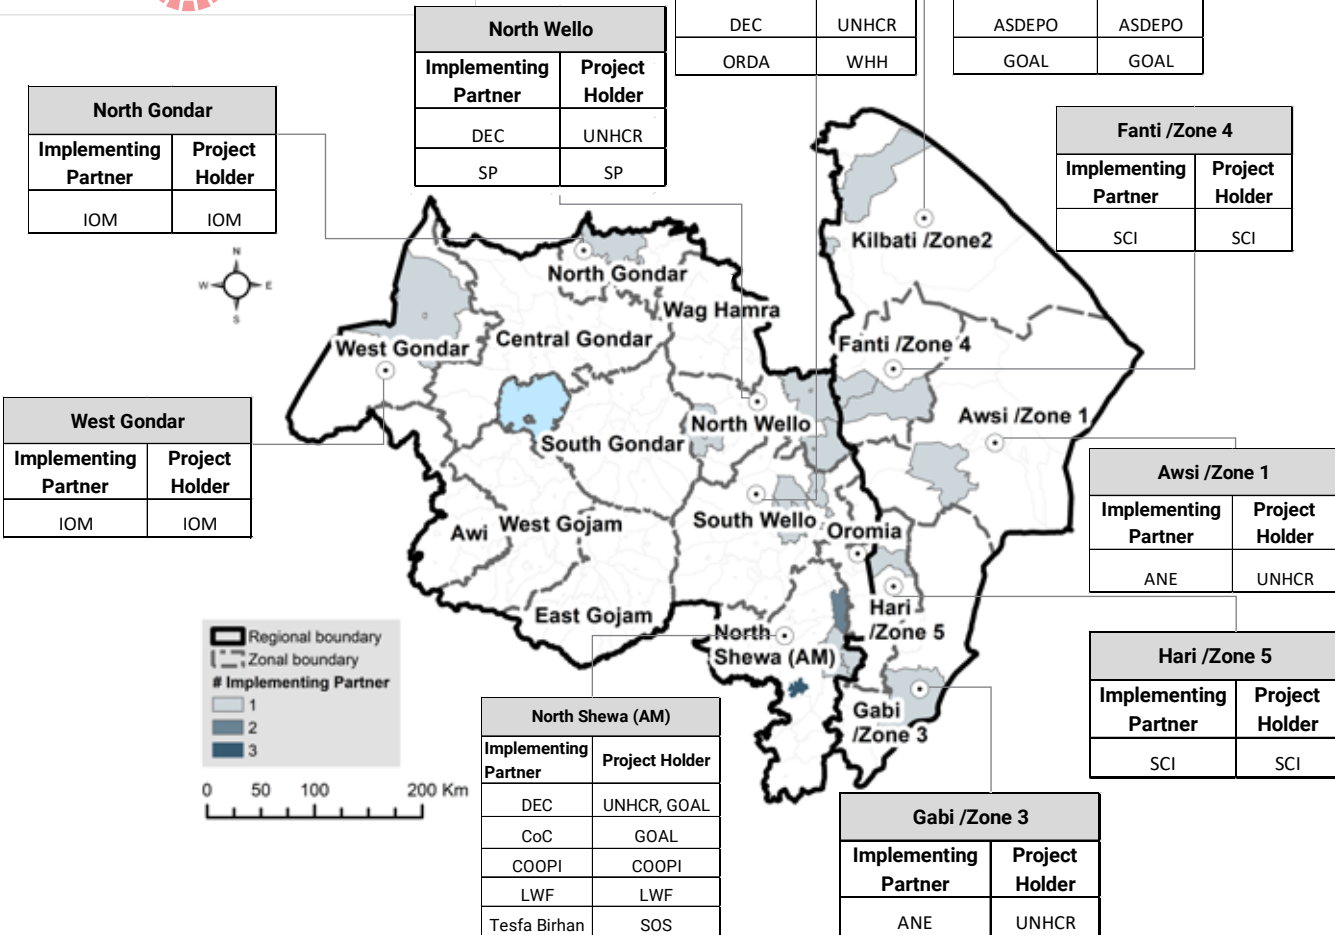 DEC UNHCR
ORDA WHH
ASDEPO ASDEPO
GOAL GOAL
North Wello
Implementing Partner Project Holder
DEC UNHCR
SP SP
North Gondar
Implementing Partner Project Holder
IOM IOM
Fanti /Zone 4
Implementing Partner Project Holder
SCI SCI
N
W E
S
Kilbati /Zone2
North Gondar
Wag Hamra
Central Gondar
West Gondar
Fanti /Zone 4
North Wello
Awsi /Zone 1
South Gondar
South Wello
Oromia
Awi
West Gojam
East Gojam
Hari
/Zone 5
North
Shewa (AM)
Gabi
/Zone 3
West Gondar
Implementing Partner Project Holder
IOM IOM
Awsi /Zone 1
Implementing Partner Project Holder
ANE UNHCR
Hari /Zone 5
Implementing Partner Project Holder
SCI SCI
Regional boundary
Zonal boundary
# Implementing Partner
1
2
3
0 50 100 200 Km
North Shewa (AM)
Implementing Partner Project Holder
DEC UNHCR, GOAL
CoC GOAL
COOPI COOPI
LWF LWF
Tesfa Birhan SOS
Gabi /Zone 3
Implementing Partner Project Holder
ANE UNHCR